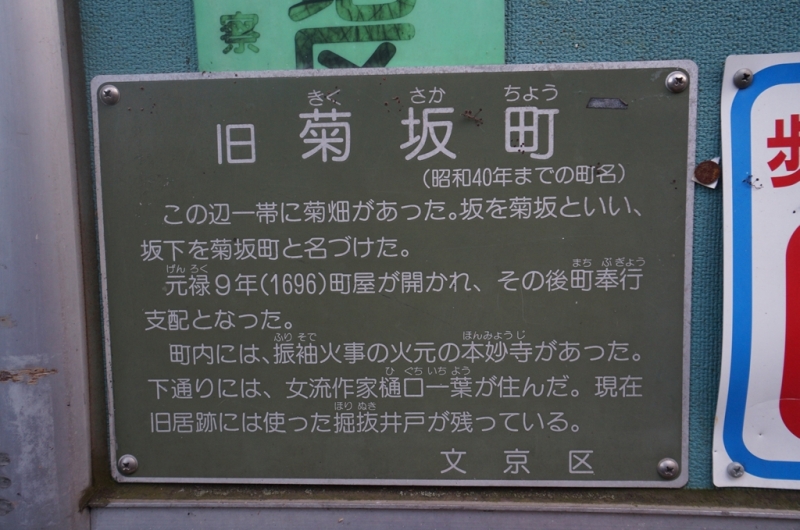 察
旧 菊坂町
きく さか ちょう
（昭和40年までの町名）
この辺一帯に菊畑があった。坂を菊坂といい、
坂下を菊坂町と名づけた。
げん ろく まち ぶ ぎょう
元禄９年（1696）町屋が開かれ、その後町奉行
支配となった。
ふり そで ほんみょう じ
町内には、振袖火事の火元の本妙寺があった。
ひ ぐち いち よう
下通りには、女流作家樋口一葉が住んだ。現在
ほり ぬき
旧居跡には使った掘抜井戸が残っている。
文京区